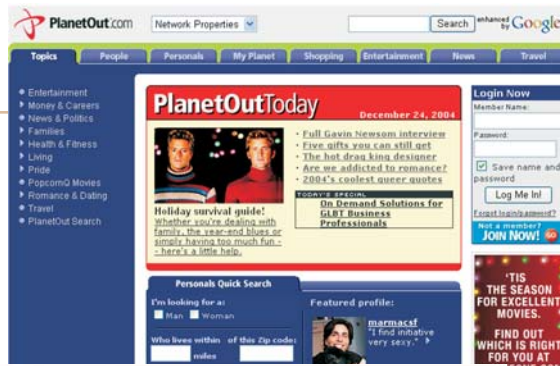 PlanetOut.com
Network Properties
Search
enhanced by Google
Topics
People
Personals
My Planet
Shopping
Entertainment
News
Travel
Entertainment
Money & Careers
News & Politics
Families
Health & Fitness
Living
Pride
PopcornQ Movies
Romance & Dating
Travel
PlanetOut Search
PlanetOutToday
December 24, 2004
Holiday survival guide!
Whether you're dealing with
family, the year-end blues or
simply having too much fun -
- here's a little help.
Full Gavin Newsom interview
Five gifts you can still get
The hot drag king designer
Are we addicted to romance?
2004's coolest queer quotes
TODAY'S SPECIAL
On Demand Solutions for
GLBT Business
Professionals
Personals Quick Search
I'm looking for a:
Man
Woman
Who lives within
of this Zip code:
miles
Featured profile:
marmacsf
"I find initiative
very sexy."
Login Now
Member Name:
Password:
Save name and
password
Log Me In!
Forgot login/password?
Not a member?
JOIN NOW! GO
'TIS
THE SEASON
FOR EXCELLENT
MOVIES.
FIND OUT
WHICH IS RIGHT
FOR YOU AT